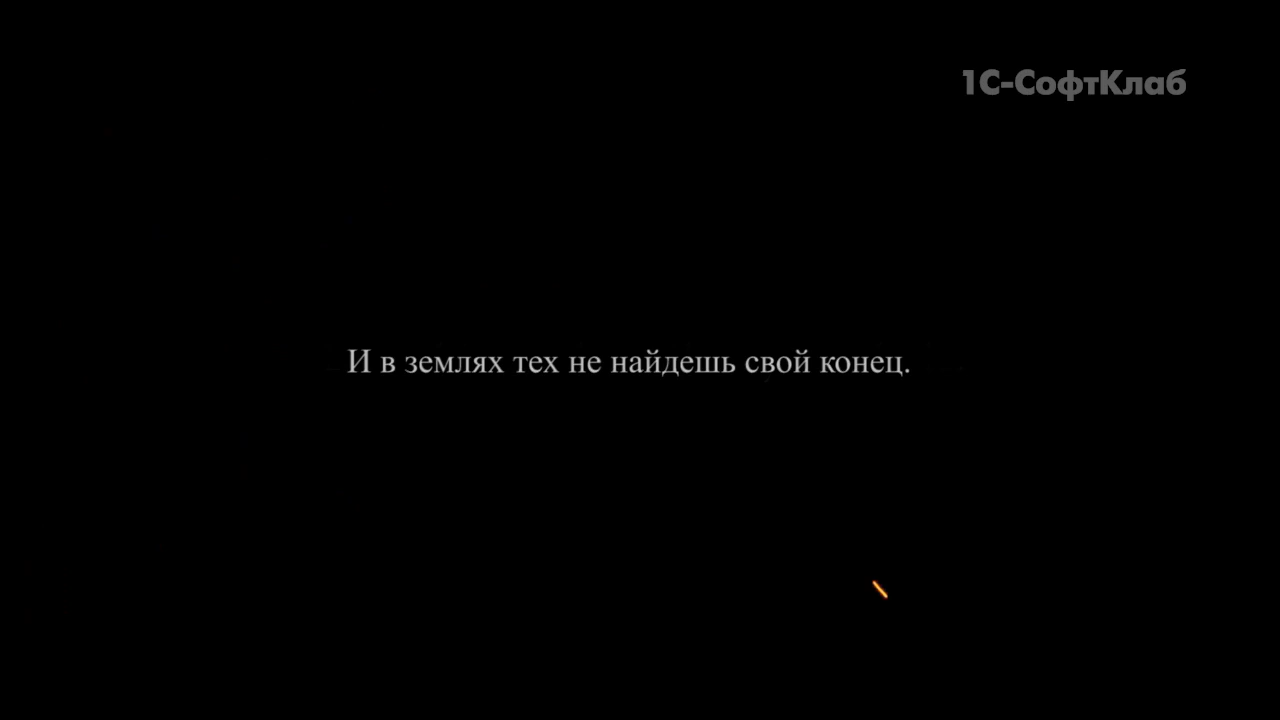 1С-СофтКлаб
И в землях тех не найдешь свой конец.